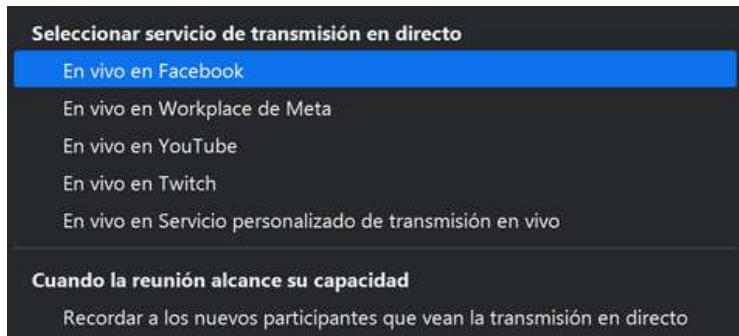 Seleccionar servicio de transmisión en directo
En vivo en Facebook
En vivo en Workplace de Meta
En vivo en YouTube
En vivo en Twitch
En vivo en Servicio personalizado de transmisión en vivo
Cuando la reunión alcance su capacidad
Recordar a los nuevos participantes que vean la transmisión en directo